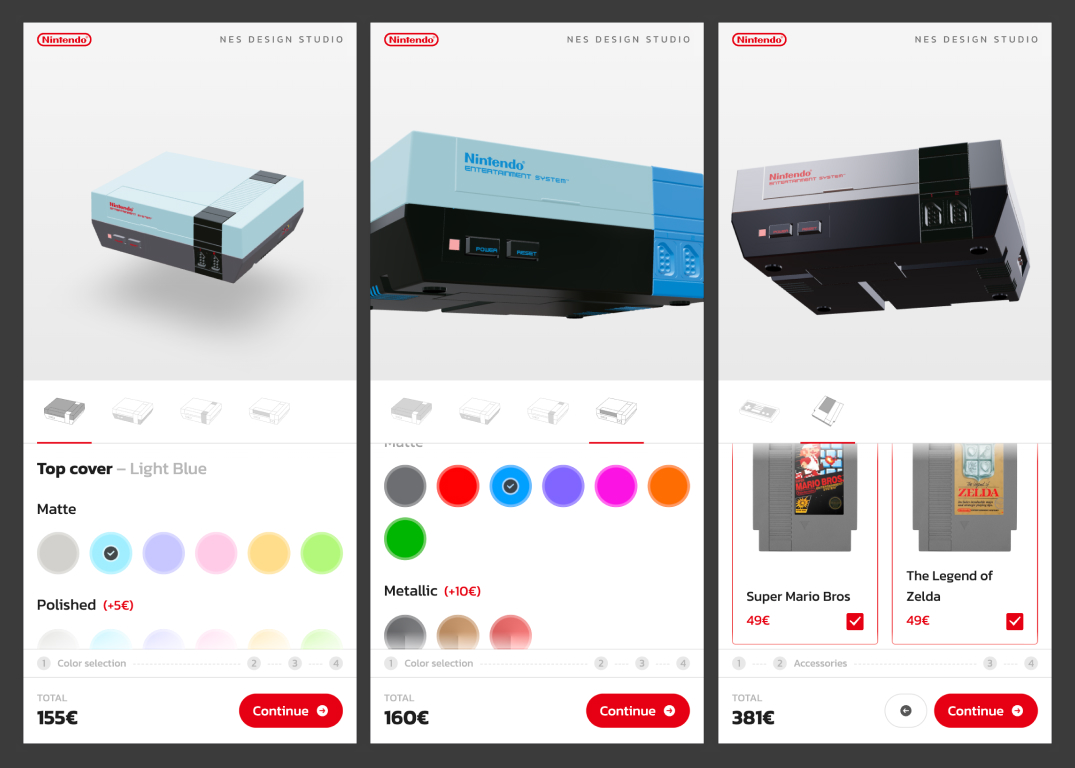 Nintendo
NES DESIGN STUDIO
Nintendo
ENTERTAINMENT SYSTEM
Top cover – Light Blue
Matte
Polished (+5€)
1 Color selection 2 3 4
TOTAL
155€
Continue
Nintendo
NES DESIGN STUDIO
Nintendo
ENTERTAINMENT SYSTEM
POWER
RESET
Matte
Metallic (+10€)
1 Color selection 2 3 4
TOTAL
160€
Continue
Nintendo
NES DESIGN STUDIO
Nintendo
ENTERTAINMENT SYSTEM
POWER
MARIO BROS
ZELDA
Super Mario Bros
49€
The Legend of
Zelda
49€
1 2 Accessories 3 4
TOTAL
381€
Continue